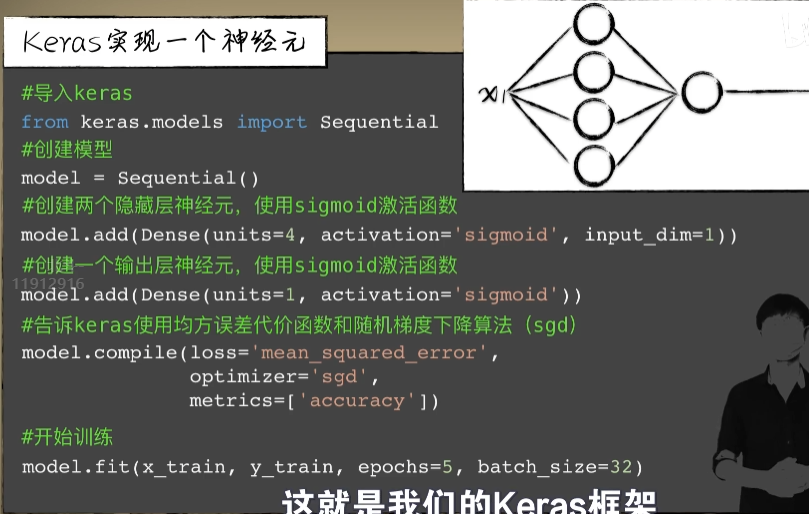 Keras实现一个神经元
x1
#导入keras
from keras.models import Sequential
#创建模型
model = Sequential()
#创建两个隐藏层神经元，使用sigmoid激活函数
model.add(Dense(units=4, activation='sigmoid', input_dim=1))
#创建一个输出层神经元，使用sigmoid激活函数
11912916
model.add(Dense(units=1, activation='sigmoid'))
#告诉keras使用均方误差代价函数和随机梯度下降算法（sgd）
model.compile(loss='mean_squared_error',
optimizer='sgd',
metrics=['accuracy'])
#开始训练
model.fit(x_train, y_train, epochs=5, batch_size=32)
这就是我们的Keras框架